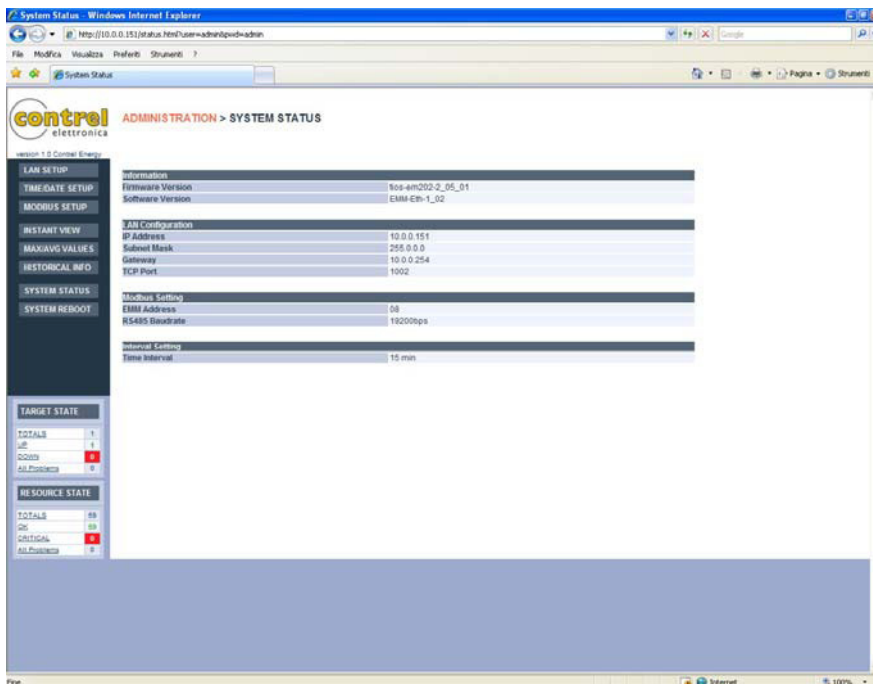 System Status - Windows Internet Explorer
http://10.0.0.151/status.html?user=admin&pwd=admin
Google
File Modifica Visualizza Preferiti Strumenti ?
System Status
Pagina Strumenti
contrel
elettronica
ADMINISTRATION > SYSTEM STATUS
version 1.0 Contrel Energy
LAN SETUP
TIME/DATE SETUP
MODBUS SETUP
INSTANT VIEW
MAX/AVG VALUES
HISTORICAL INFO
SYSTEM STATUS
SYSTEM REBOOT
Information
Firmware Version tios-em202-2_05_01
Software Version EMM-Eth-1_02
LAN Configuration
IP Address 10.0.0.151
Subnet Mask 255.0.0.0
Gateway 10.0.0.254
TCP Port 1002
Modbus Setting
EMM Address 08
RS485 Baudrate 19200bps
Interval Setting
Time Interval 15 min
TARGET STATE
TOTALS 1
UP 1
DOWN 0
All Problems 0
RESOURCE STATE
TOTALS
OK
CRITICAL 0
All Problems 0
Fine
Internet
100%